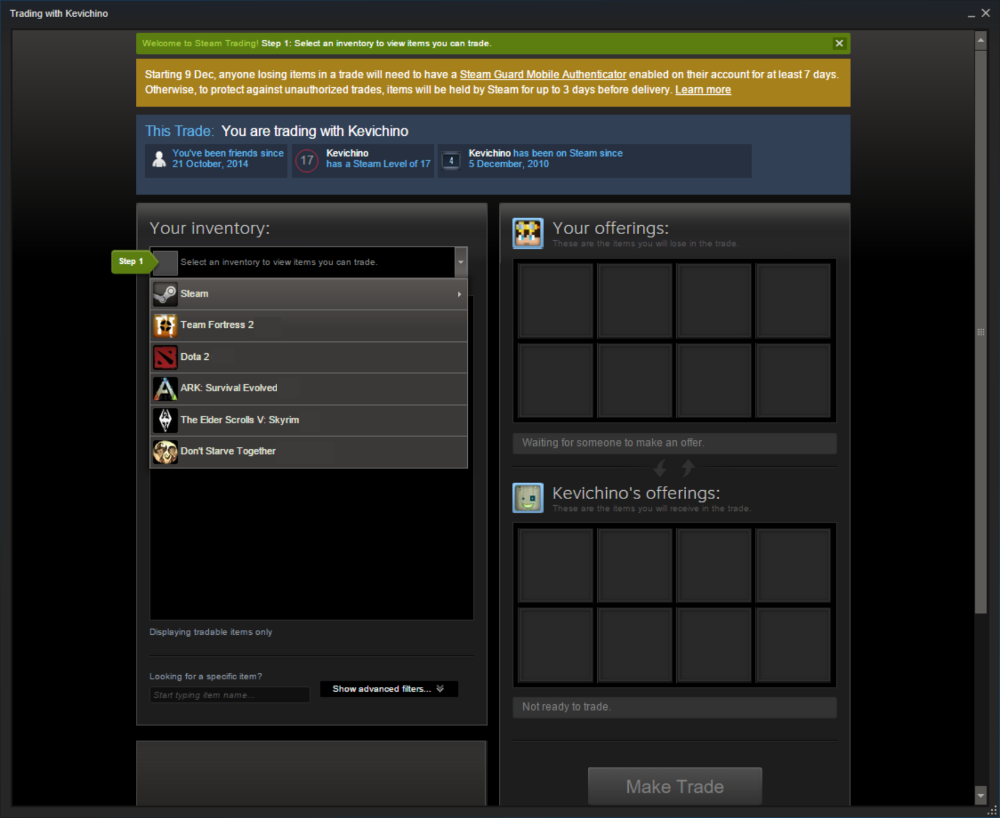 Trading with Kevichino
Welcome to Steam Trading! Step 1: Select an inventory to view items you can trade.
Starting 9 Dec, anyone losing items in a trade will need to have a Steam Guard Mobile Authenticator enabled on their account for at least 7 days.
Otherwise, to protect against unauthorized trades, items will be held by Steam for up to 3 days before delivery. Learn more
This Trade: You are trading with Kevichino
You've been friends since
21 October, 2014
17
Kevichino
has a Steam Level of 17
4
Kevichino has been on Steam since
5 December, 2010
Your inventory:
Step 1
Select an inventory to view items you can trade.
Steam
Team Fortress 2
Dota 2
ARK: Survival Evolved
The Elder Scrolls V: Skyrim
Don't Starve Together
Displaying tradable items only
Looking for a specific item?
Start typing item name...
Show advanced filters...
Your offerings:
These are the items you will lose in the trade.
Waiting for someone to make an offer.
Kevichino's offerings:
These are the items you will receive in the trade.
Not ready to trade.
Make Trade